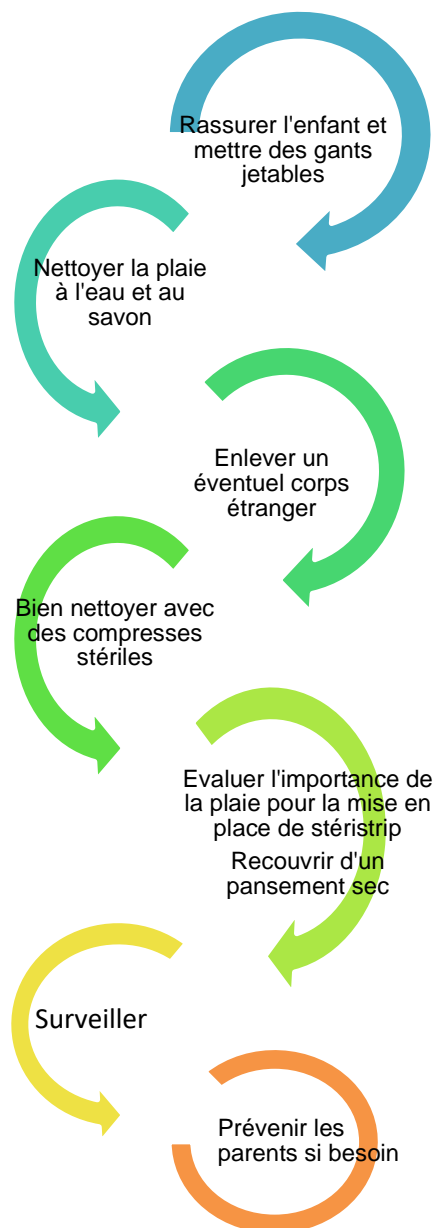 Rassurer l'enfant et
mettre des gants
jetables
Nettoyer la plaie
à l'eau et au
savon
Enlever un
éventuel corps
étranger
Bien nettoyer avec
des compresses
stériles
Evaluer l'importance de
la plaie pour la mise en
place de stéristrip
Recouvrir d'un
pansement sec
Surveiller
Prévenir les
parents si besoin